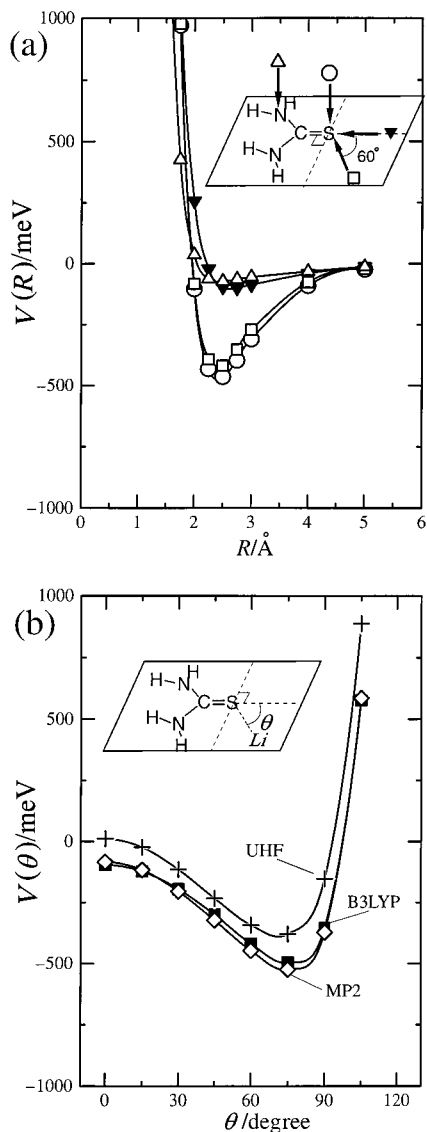 (a)
1000
500
0
−500
−1000
V(R)/meV
H
H
N
C=S
H–N
H
60°
0 1 2 3 4 5 6
R/Å
(b)
1000
500
0
−500
−1000
V(θ)/meV
H
H–N
C=S
H–N
H
θ
Li
UHF
B3LYP
MP2
0 30 60 90 120
θ/degree